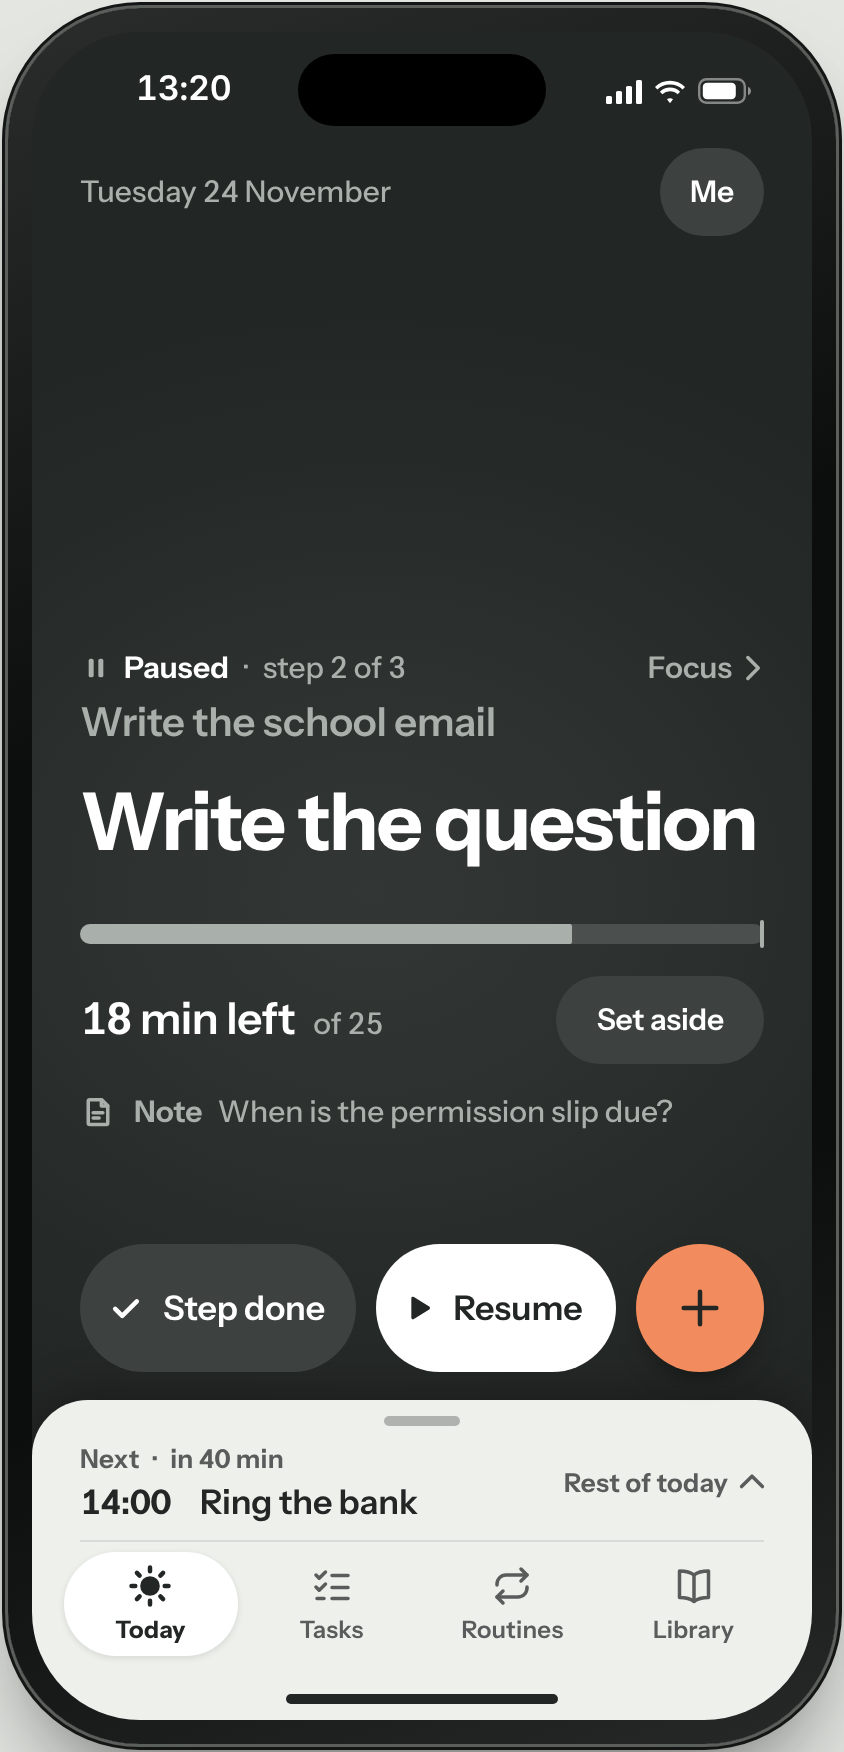 13:20
Tuesday 24 November
Me
Paused · step 2 of 3
Focus
Write the school email
Write the question
18 min left of 25
Set aside
Note When is the permission slip due?
Step done
Resume
Next · in 40 min
14:00 Ring the bank
Rest of today
Today
Tasks
Routines
Library